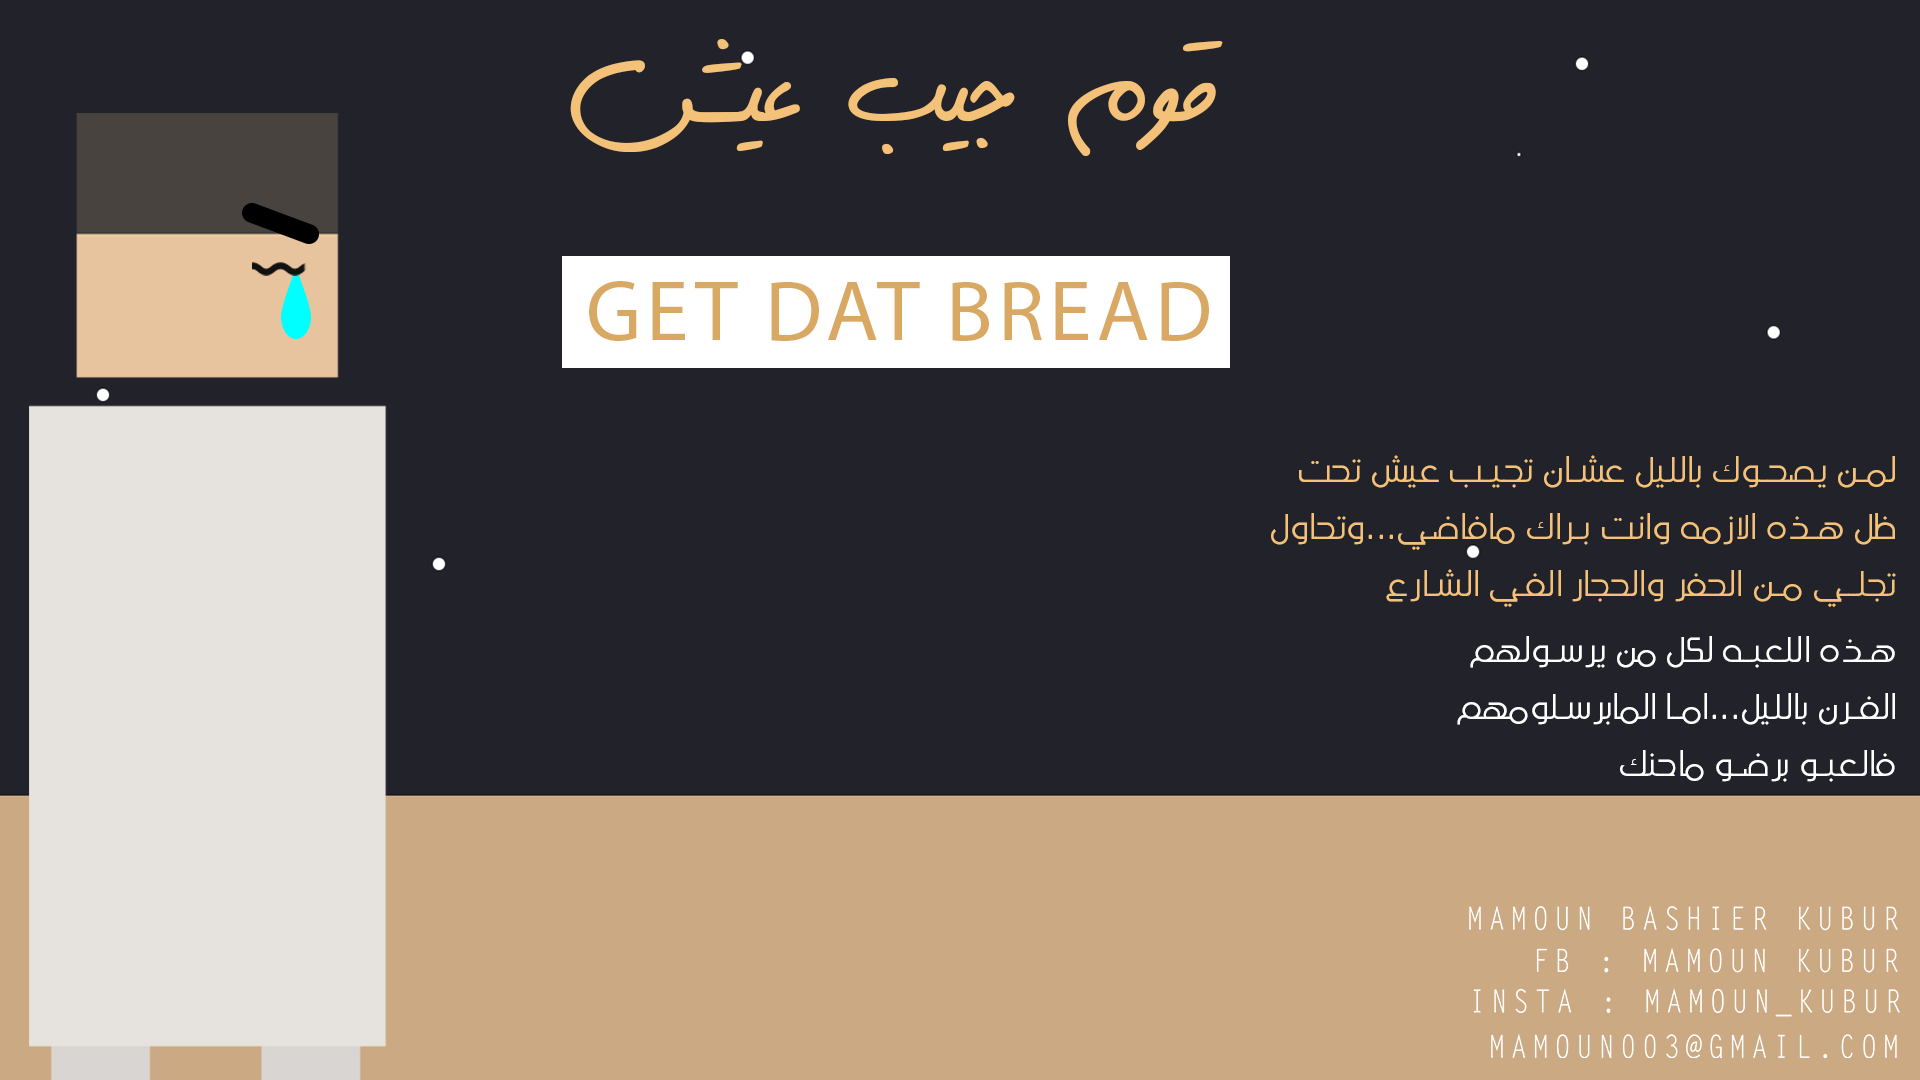 قوم جيب عيش
GET DAT BREAD
لمن يصحوك بالليل عشان تجيب عيش تحت
ظل هذه الازمه وانت براك مافاضي...وتحاول
تجلي من الحفر والحجار الفي الشارع
هذه اللعبه لكل من يرسولهم
الفرن بالليل...اما المابرسلومهم
فالعبو برضو ماحنك
MAMOUN BASHIER KUBUR
FB : MAMOUN KUBUR
INSTA : MAMOUN_KUBUR
MAMOUN003@GMAIL.COM